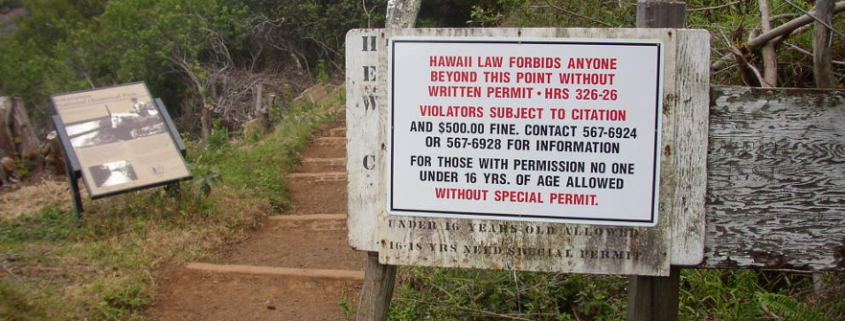 HAWAII LAW FORBIDS ANYONE
BEYOND THIS POINT WITHOUT
WRITTEN PERMIT • HRS 326-26
VIOLATORS SUBJECT TO CITATION
AND $500.00 FINE. CONTACT 567-6924
OR 567-6928 FOR INFORMATION
FOR THOSE WITH PERMISSION NO ONE
UNDER 16 YRS. OF AGE ALLOWED
WITHOUT SPECIAL PERMIT.
UNDER 16 YEARS OLD ALLOWED
16-18 YRS NEED SPECIAL PERMIT